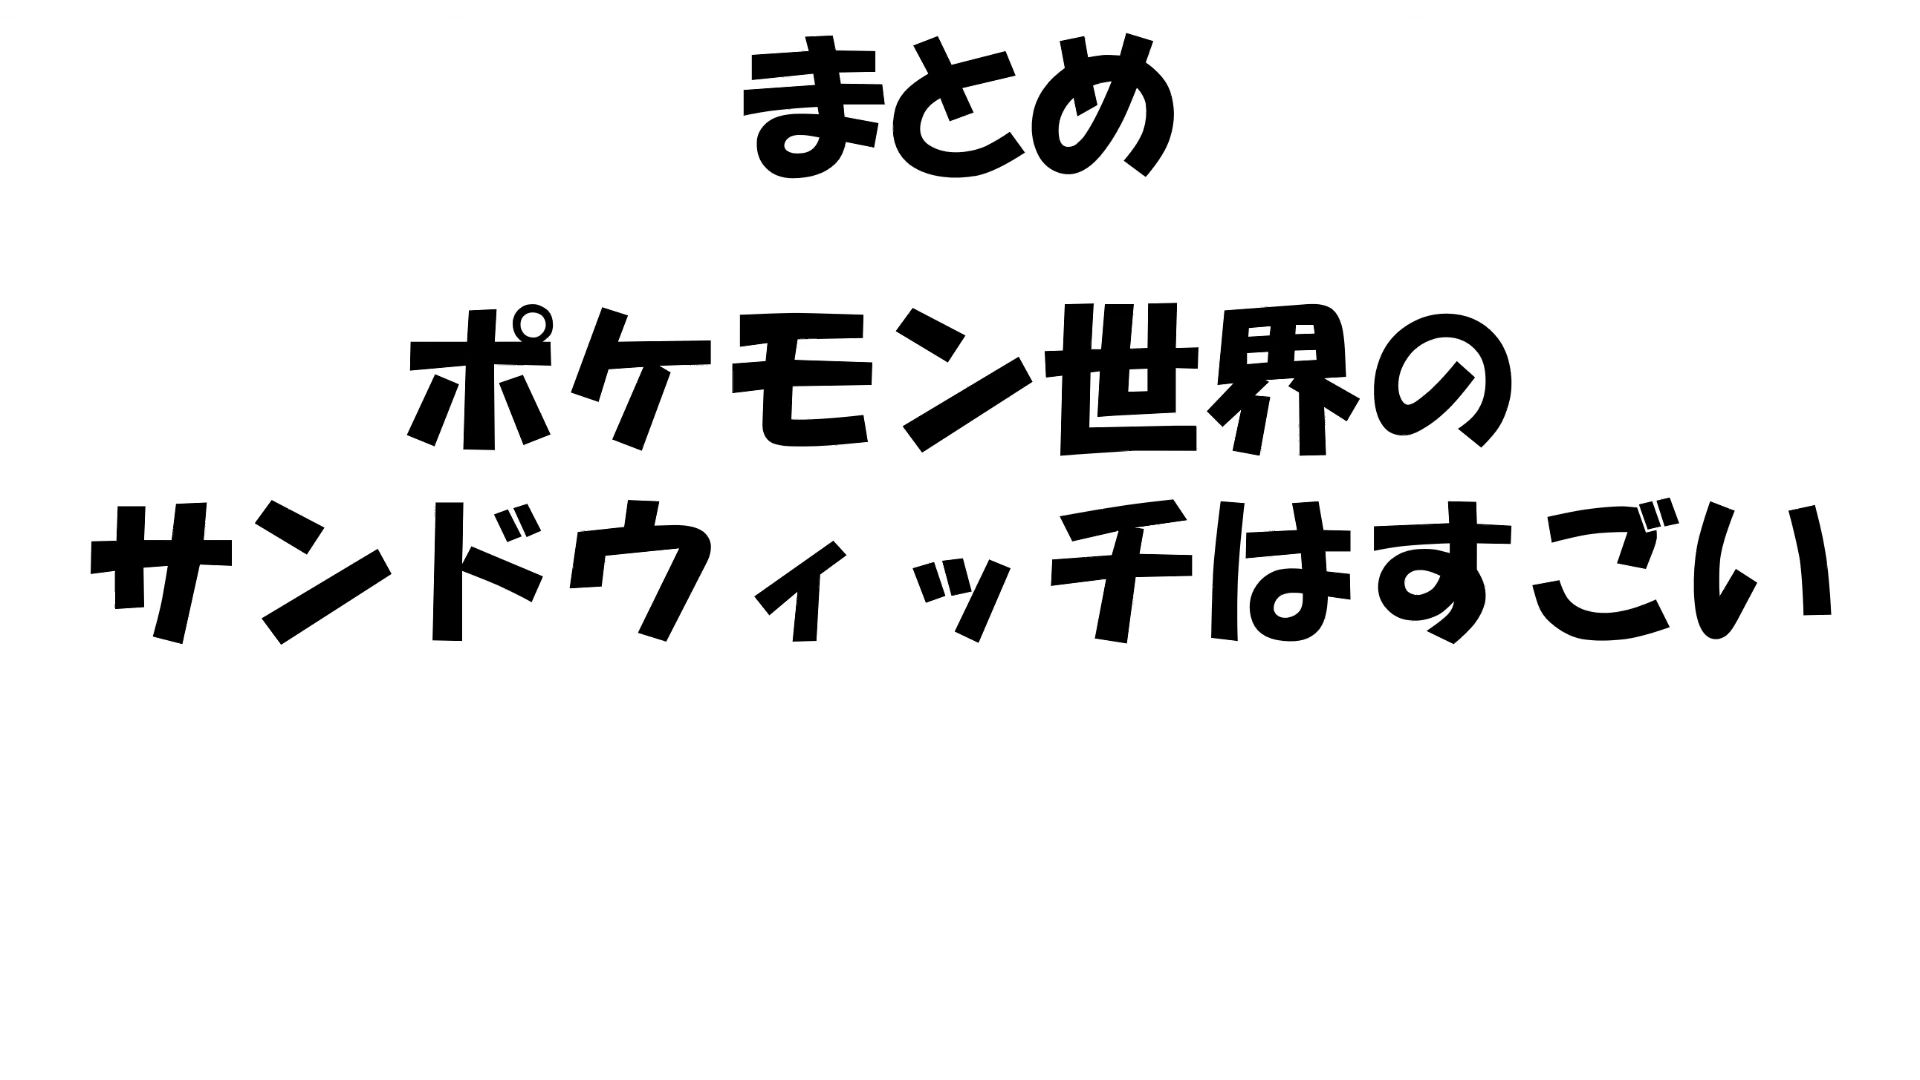 まとめ
ポケモン世界の
サンドウィッチはすごい